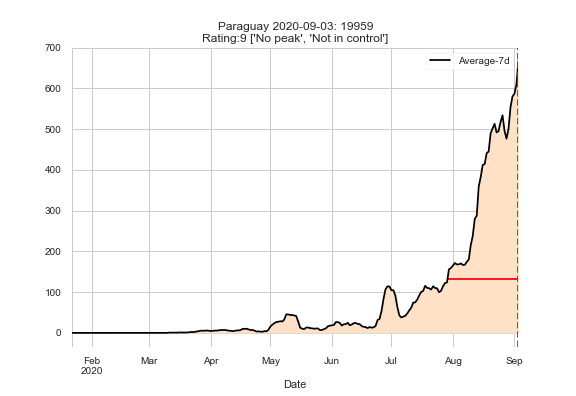 Paraguay 2020-09-03: 19959
Rating:9 ['No peak', 'Not in control']
Average-7d
700
600
500
400
300
200
100
0
Feb
2020
Mar
Apr
May
Jun
Jul
Aug
Sep
Date